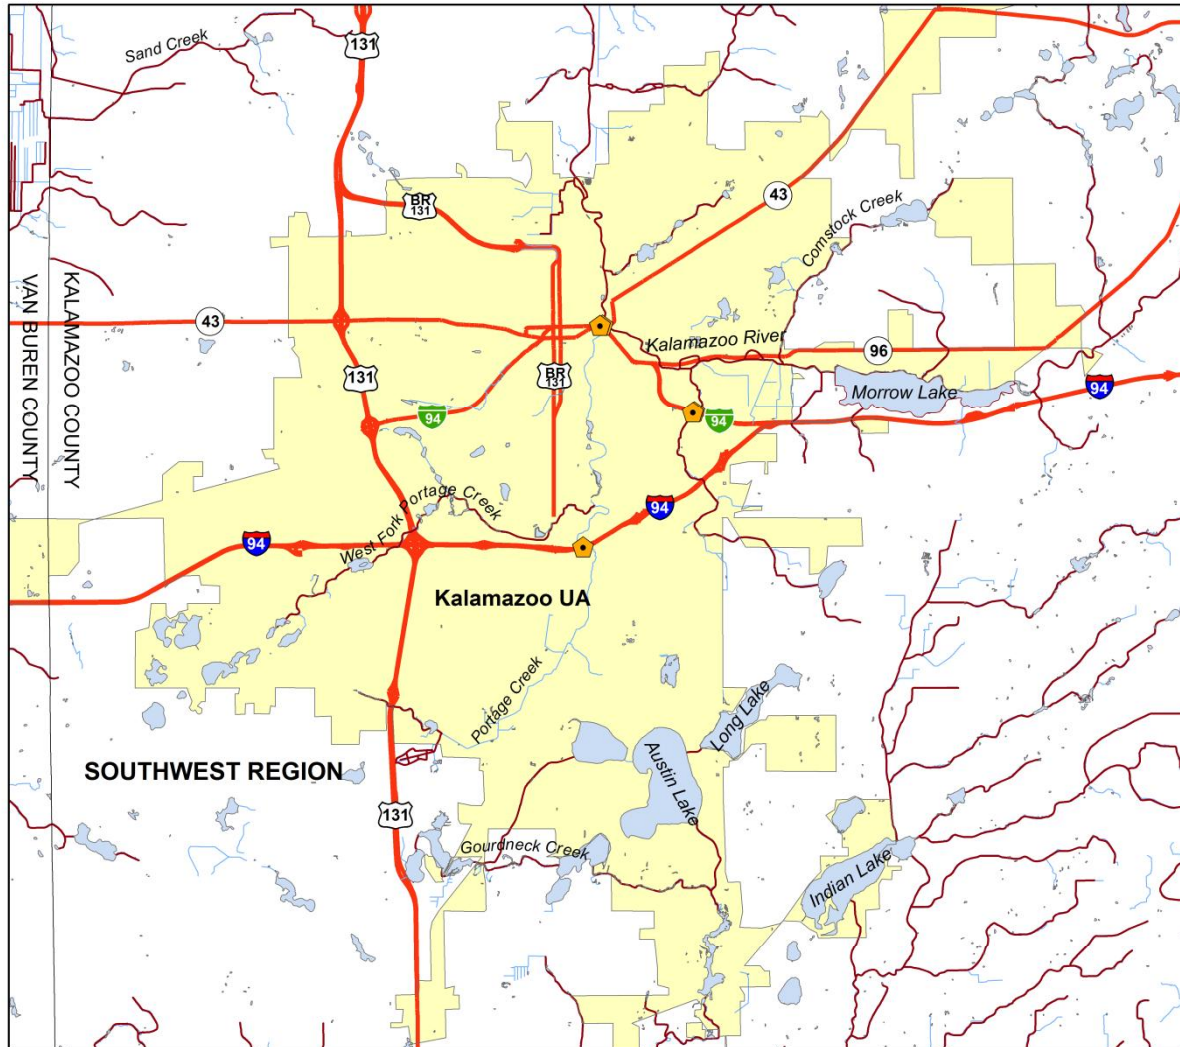 Sand Creek
131
BR
131
43
Comstock Creek
KALAMAZOO COUNTY
VAN BUREN COUNTY
43
Kalamazoo River
96
131
BR
131
94
Morrow Lake
94
94
West Fork Portage Creek
94
94
Kalamazoo UA
Portage Creek
Long Lake
Austin Lake
SOUTHWEST REGION
131
Gourdneck Creek
Indian Lake